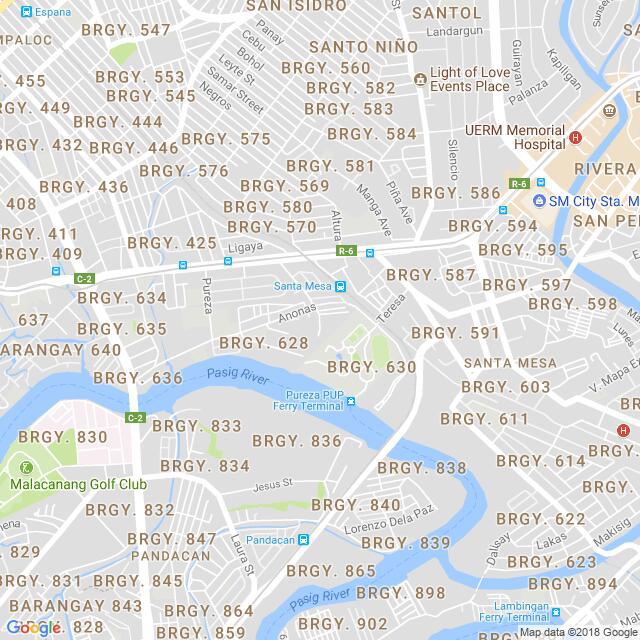 SAN ISIDRO
SANTOL
Espana
BRGY. 547
Panay
Landargun
MPALOC
Cebu
SANTO NIÑO
Bohol
Guirayan
Kapiligan
Leyte St
BRGY. 553
BRGY. 560
Light of Love
Events Place
455
Samar Street
BRGY. 582
Palanza
BRGY. 545
Negros
BRGY. 449
BRGY. 583
BRGY. 444
BRGY. 584
UERM Memorial
Hospital
BRGY. 432
BRGY. 446
BRGY. 575
Silencio
BRGY. 576
BRGY. 581
RIVERA
BRGY. 436
BRGY. 569
Manga Ave
Piña Ave
BRGY. 586
R-6
408
BRGY. 580
Altura
SM City Sta. M
BRGY. 411
BRGY. 570
BRGY. 594
SAN PE
BRGY. 409
BRGY. 425
Ligaya
R-6
BRGY. 595
C-2
Pureza
Santa Mesa
BRGY. 587
BRGY. 597
BRGY. 634
Anonas
Teresa
BRGY. 598
637
BRGY. 635
BRGY. 591
Lunes
BARANGAY 640
BRGY. 628
BRGY. 630
SANTA MESA
BRGY. 636
Pasig River
BRGY. 603
V. Mapa Ex
Pureza PUP
Ferry Terminal
C-2
BRGY. 611
BRGY. 833
BRGY. 830
BRGY. 836
BRGY. 834
BRGY. 838
BRGY. 614
Malacanang Golf Club
Jesus St
BRGY. 832
BRGY. 840
BRGY. 622
Lorenzo Dela Paz
BRGY. 847
Laura St
Pandacan
BRGY. 839
Dalisay
Lakas
Makisig
829
PANDACAN
BRGY. 623
BRGY. 831
BRGY. 845
BRGY. 865
BRGY. 894
BARANGAY 843
BRGY. 864
Pasig River
BRGY. 898
Lambingan
Ferry Terminal
828
BRGY. 859
BRGY. 902
Google
Map data ©2018 Google